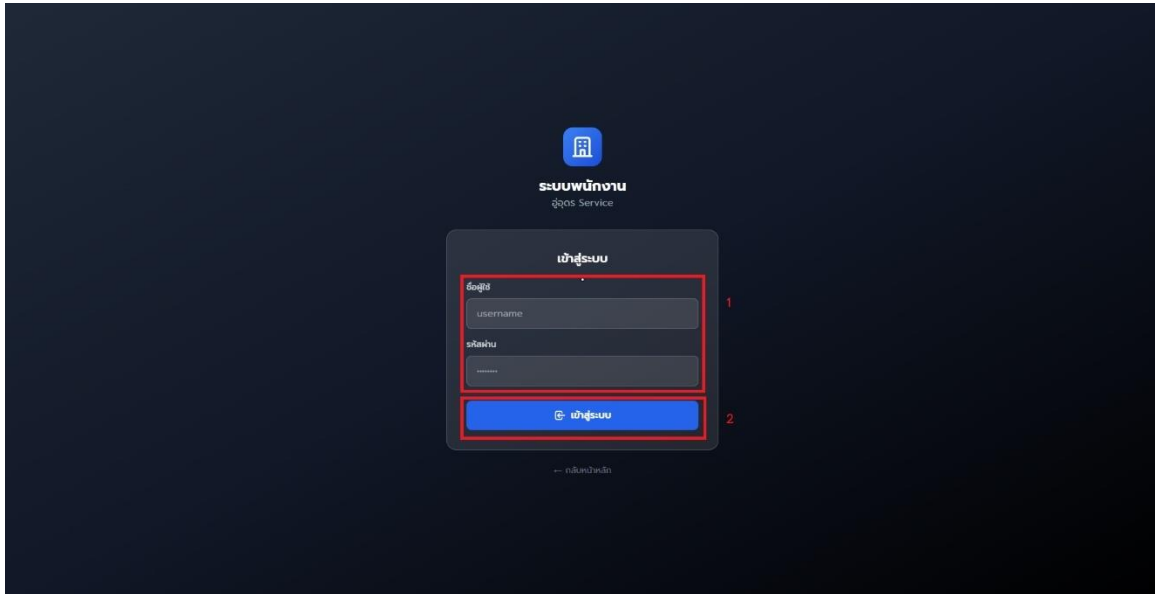 ระบบพนักงาน
อู่อุดร Service
เข้าสู่ระบบ
ชื่อผู้ใช้
1
username
รหัสผ่าน
เข้าสู่ระบบ
2
← กลับหน้าหลัก